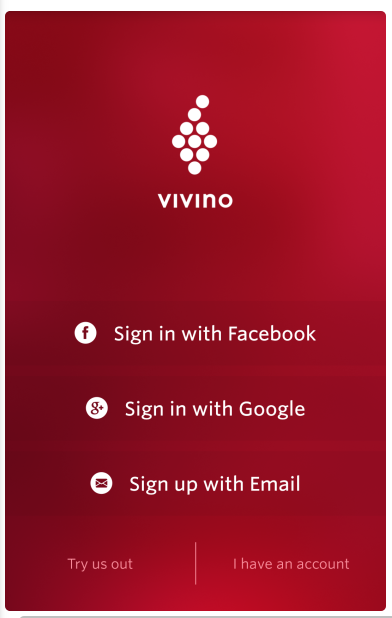 vivino
Sign in with Facebook
Sign in with Google
Sign up with Email
Try us out
I have an account